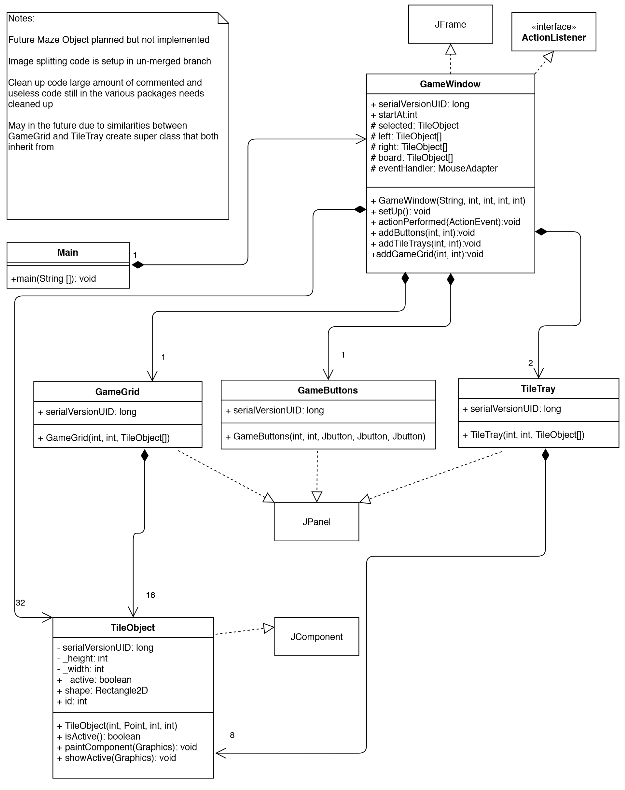 Notes:
Future Maze Object planned but not implemented
Image splitting code is setup in un-merged branch
Clean up code large amount of commented and
useless code still in the various packages needs
cleaned up
May in the future due to similarities between
GameGrid and TileTray create super class that both
inherit from
JFrame
«interface»
ActionListener
GameWindow
+ serialVersionUID: long
+ startAt:int
# selected: TileObject
# left: TileObject[]
# right: TileObject[]
# board: TileObject[]
# eventHandler: MouseAdapter
+ GameWindow(String, int, int, int, int)
+ setUp(): void
+ actionPerformed(ActionEvent):void
+ addButtons(int, int):void
+ addTileTrays(int, int):void
+addGameGrid(int, int):void
Main
+main(String []): void
1
1
1
2
GameGrid
+ serialVersionUID: long
+ GameGrid(int, int, TileObject[])
GameButtons
+ serialVersionUID: long
+ GameButtons(int, int, Jbutton, Jbutton, Jbutton)
TileTray
+ serialVersionUID: long
+ TileTray(int, int, TileObject[])
JPanel
16
32
TileObject
- serialVersionUID: long
- _height: int
- _width: int
+ _active: boolean
+ shape: Rectangle2D
+ id: int
+ TileObject(int, Point, int, int)
+ isActive(): boolean
+ paintComponent(Graphics): void
+ showActive(Graphics): void
JComponent
8